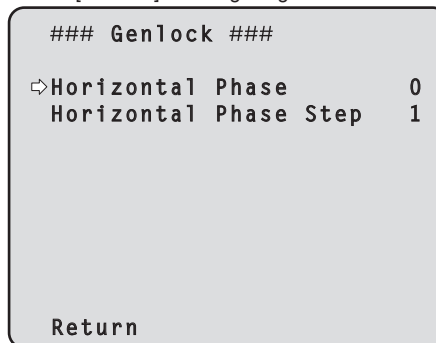 ### Genlock ###
⇨Horizontal Phase 0
Horizontal Phase Step 1
Return